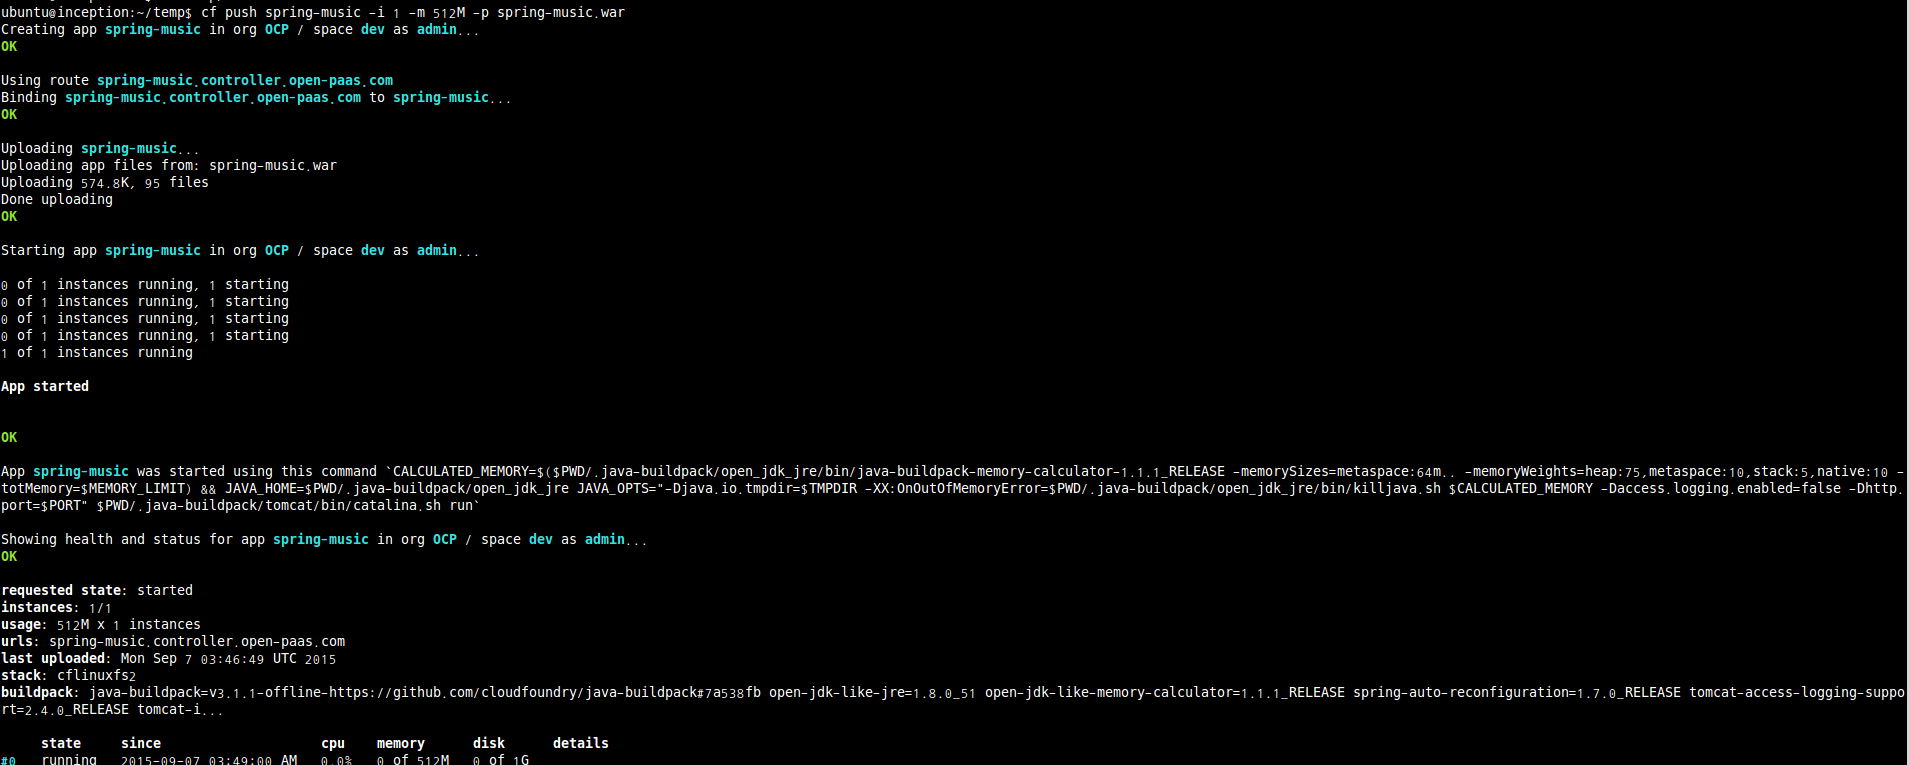 ubuntu@inception:~/temp$ cf push spring-music -i 1 -m 512M -p spring-music.war
Creating app spring-music in org OCP / space dev as admin...
OK
Using route spring-music.controller.open-paas.com
Binding spring-music.controller.open-paas.com to spring-music...
OK
Uploading spring-music...
Uploading app files from: spring-music.war
Uploading 574.8K, 95 files
Done uploading
OK
Starting app spring-music in org OCP / space dev as admin...
0 of 1 instances running, 1 starting
0 of 1 instances running, 1 starting
0 of 1 instances running, 1 starting
0 of 1 instances running, 1 starting
1 of 1 instances running
App started
OK
App spring-music was started using this command `CALCULATED_MEMORY=$($PWD/.java-buildpack/open_jdk_jre/bin/java-buildpack-memory-calculator-1.1.1_RELEASE -memorySizes=metaspace:64m.. -memoryWeights=heap:75,metaspace:10,stack:5,native:10 -
totMemory=$MEMORY_LIMIT) && JAVA_HOME=$PWD/.java-buildpack/open_jdk_jre JAVA_OPTS="-Djava.io.tmpdir=$TMPDIR -XX:OnOutOfMemoryError=$PWD/.java-buildpack/open_jdk_jre/bin/killjava.sh $CALCULATED_MEMORY -Daccess.logging.enabled=false -Dhttp.
port=$PORT" $PWD/.java-buildpack/tomcat/bin/catalina.sh run`
Showing health and status for app spring-music in org OCP / space dev as admin...
OK
requested state: started
instances: 1/1
usage: 512M x 1 instances
urls: spring-music.controller.open-paas.com
last uploaded: Mon Sep 7 03:46:49 UTC 2015
stack: cflinuxfs2
buildpack: java-buildpack=v3.1.1-offline-https://github.com/cloudfoundry/java-buildpack#7a538fb open-jdk-like-jre=1.8.0_51 open-jdk-like-memory-calculator=1.1.1_RELEASE spring-auto-reconfiguration=1.7.0_RELEASE tomcat-access-logging-suppo
rt=2.4.0_RELEASE tomcat-i...
state since cpu memory disk details
#0 running 2015-09-07 03:49:00 AM 0.0% 0 of 512M 0 of 1G